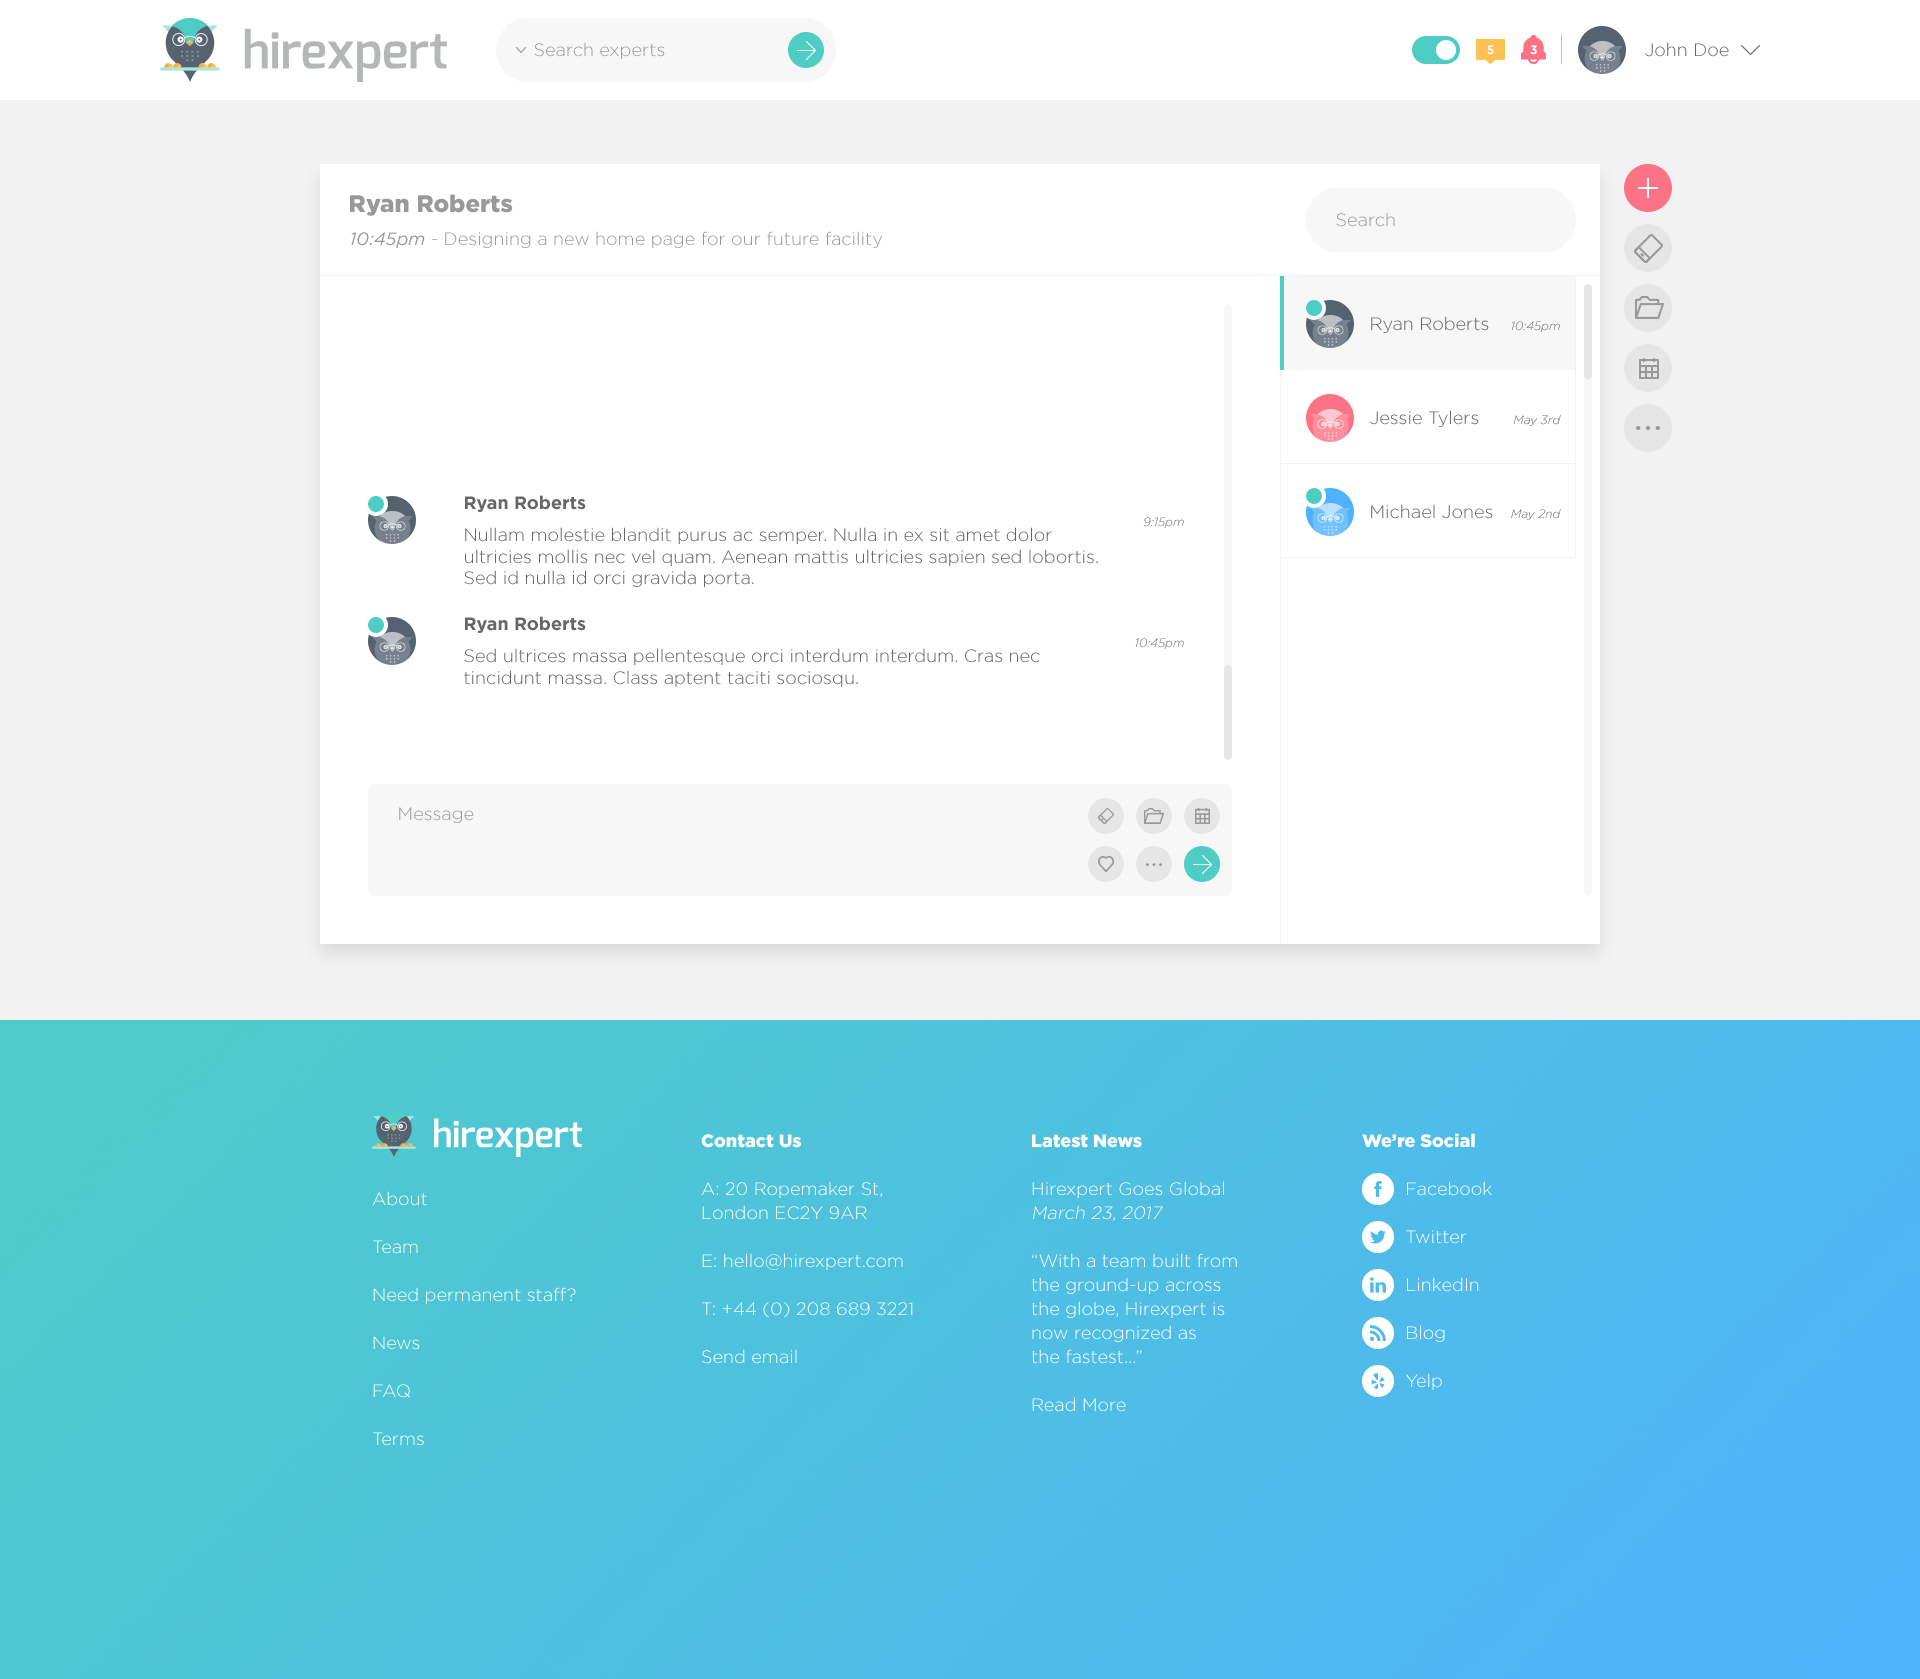 hirexpert
Search experts
5
3
John Doe
Ryan Roberts
10:45pm - Designing a new home page for our future facility
Search
Ryan Roberts 10:45pm
Jessie Tylers May 3rd
Michael Jones May 2nd
Ryan Roberts
9:15pm
Nullam molestie blandit purus ac semper. Nulla in ex sit amet dolor
ultricies mollis nec vel quam. Aenean mattis ultricies sapien sed lobortis.
Sed id nulla id orci gravida porta.
Ryan Roberts
10:45pm
Sed ultrices massa pellentesque orci interdum interdum. Cras nec
tincidunt massa. Class aptent taciti sociosqu.
Message
hirexpert
About
Team
Need permanent staff?
News
FAQ
Terms
Contact Us
A: 20 Ropemaker St,
London EC2Y 9AR
E: hello@hirexpert.com
T: +44 (0) 208 689 3221
Send email
Latest News
Hirexpert Goes Global
March 23, 2017
“With a team built from
the ground-up across
the globe, Hirexpert is
now recognized as
the fastest...”
Read More
We’re Social
Facebook
Twitter
LinkedIn
Blog
Yelp